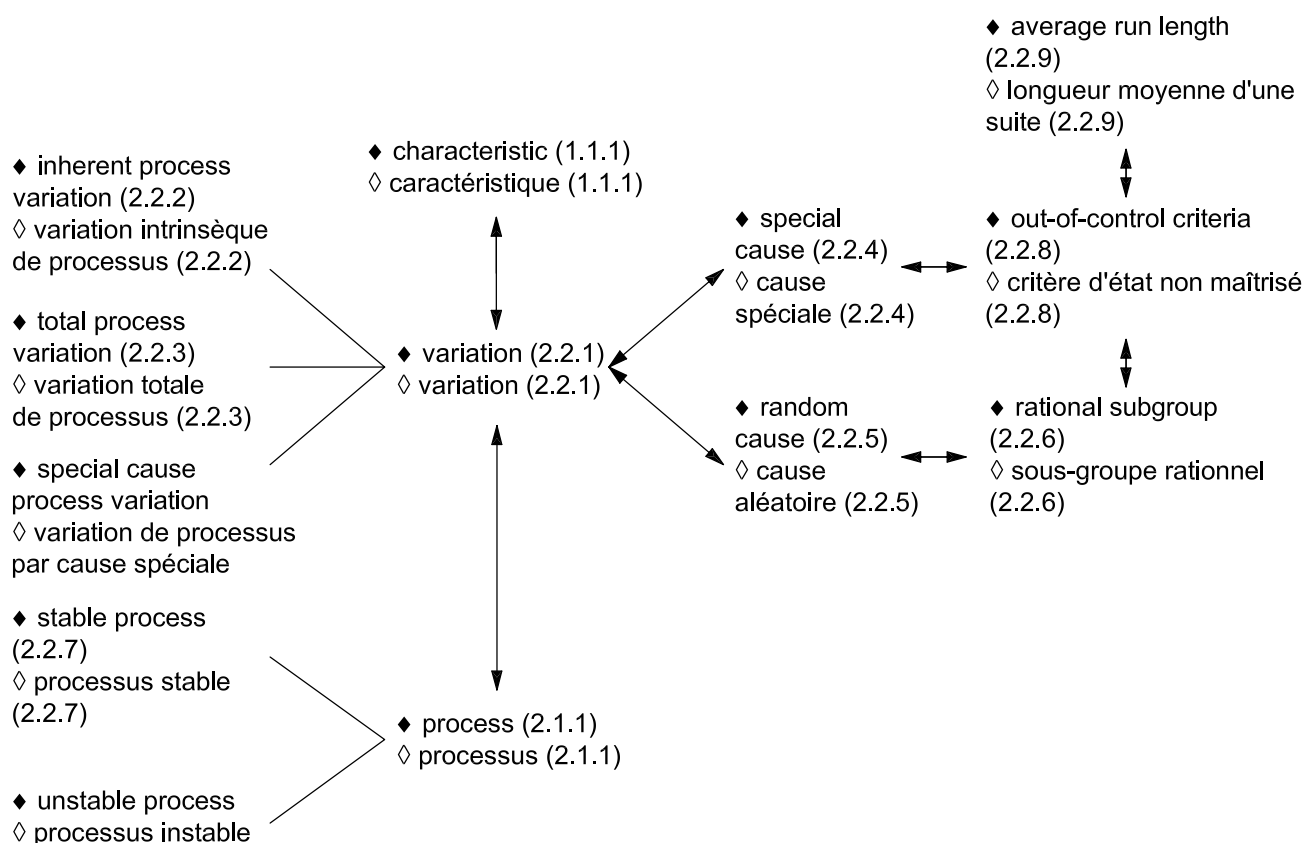 ♦ average run length
(2.2.9)
◊ longueur moyenne d'une
suite (2.2.9)
♦ inherent process
variation (2.2.2)
◊ variation intrinsèque
de processus (2.2.2)
♦ characteristic (1.1.1)
◊ caractéristique (1.1.1)
♦ special
cause (2.2.4)
◊ cause
spéciale (2.2.4)
♦ out-of-control criteria
(2.2.8)
◊ critère d'état non maîtrisé
(2.2.8)
♦ total process
variation (2.2.3)
◊ variation totale
de processus (2.2.3)
♦ variation (2.2.1)
◊ variation (2.2.1)
♦ random
cause (2.2.5)
◊ cause
aléatoire (2.2.5)
♦ rational subgroup
(2.2.6)
◊ sous-groupe rationnel
(2.2.6)
♦ special cause
process variation
◊ variation de processus
par cause spéciale
♦ stable process
(2.2.7)
◊ processus stable
(2.2.7)
♦ process (2.1.1)
◊ processus (2.1.1)
♦ unstable process
◊ processus instable